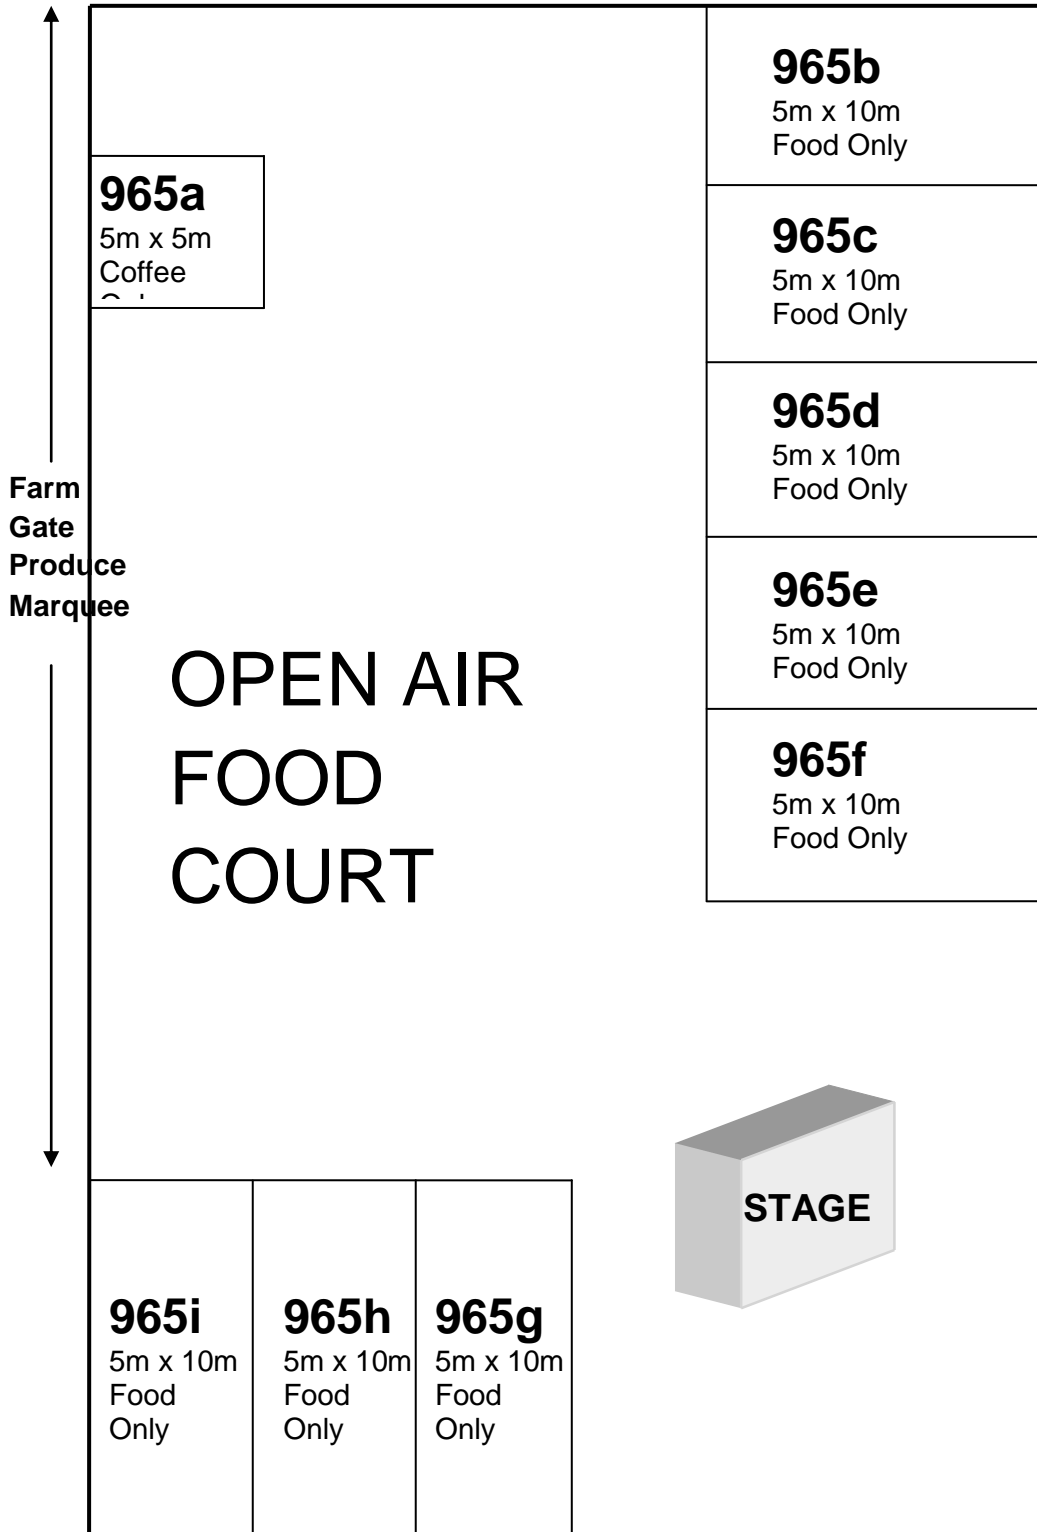 965b
5m x 10m
Food Only
965a
5m x 5m
Coffee
965c
5m x 10m
Food Only
965d
5m x 10m
Food Only
Farm
Gate
Produce
Marquee
965e
5m x 10m
Food Only
OPEN AIR
FOOD
COURT
965f
5m x 10m
Food Only
STAGE
965i
5m x 10m
Food
Only
965h
5m x 10m
Food
Only
965g
5m x 10m
Food
Only